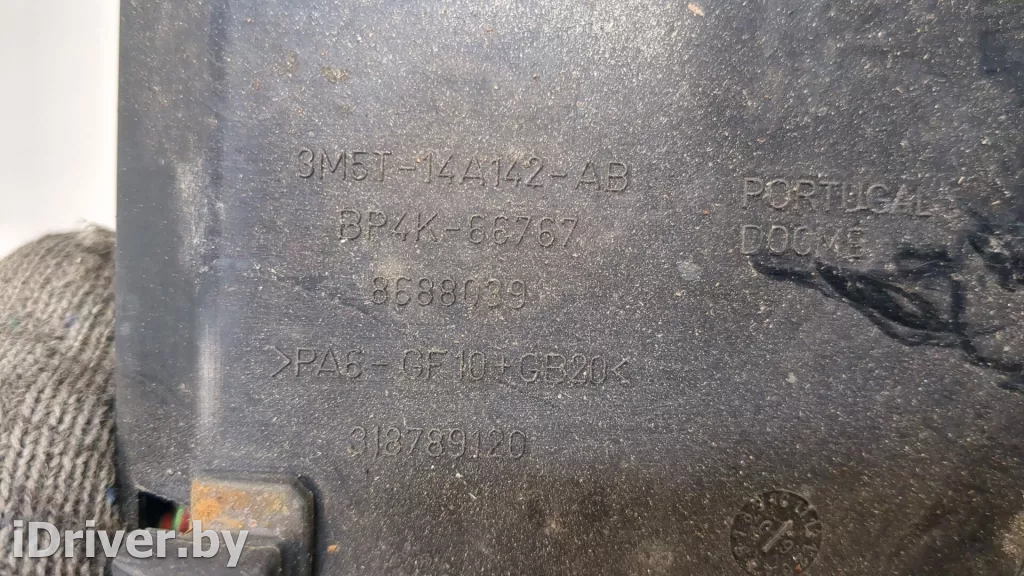 3M5T-14A142-AB
BP4K-66767
8688039
>PA6-GF10+GB20<
318789120
PORTUGAL
iDriver.by